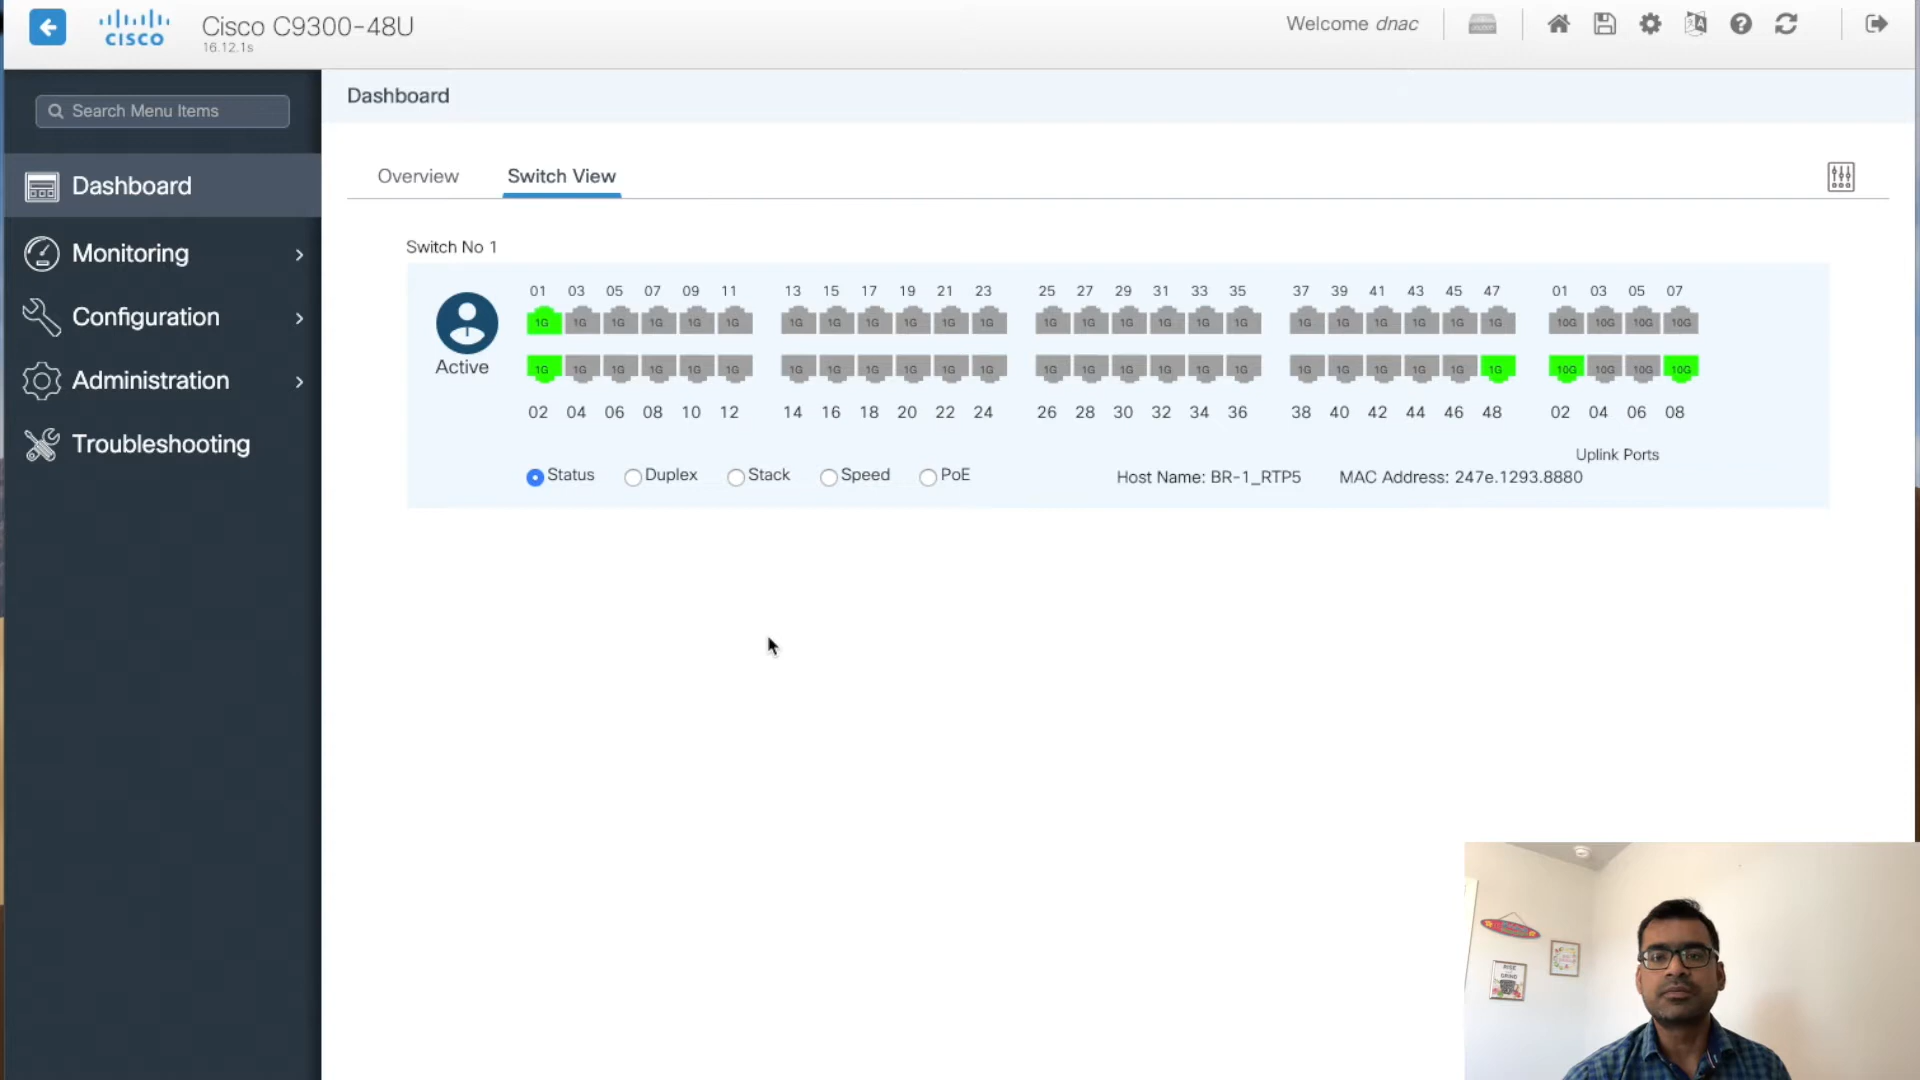 Cisco C9300-48U
CISCO
16.12.1s
Welcome dnac
Search Menu Items
Dashboard
Monitoring
Configuration
Administration
Troubleshooting
Dashboard
Overview Switch View
Switch No 1
01 03 05 07 09 11 13 15 17 19 21 23 25 27 29 31 33 35 37 39 41 43 45 47 01 03 05 07
1G 1G 1G 1G 1G 1G 1G 1G 1G 1G 1G 1G 1G 1G 1G 1G 1G 1G 1G 1G 1G 1G 1G 1G 10G 10G 10G 10G
Active
1G 1G 1G 1G 1G 1G 1G 1G 1G 1G 1G 1G 1G 1G 1G 1G 1G 1G 1G 1G 1G 1G 1G 1G 10G 10G 10G 10G
02 04 06 08 10 12 14 16 18 20 22 24 26 28 30 32 34 36 38 40 42 44 46 48 02 04 06 08
Uplink Ports
Status Duplex Stack Speed PoE Host Name: BR-1_RTP5 MAC Address: 247e.1293.8880